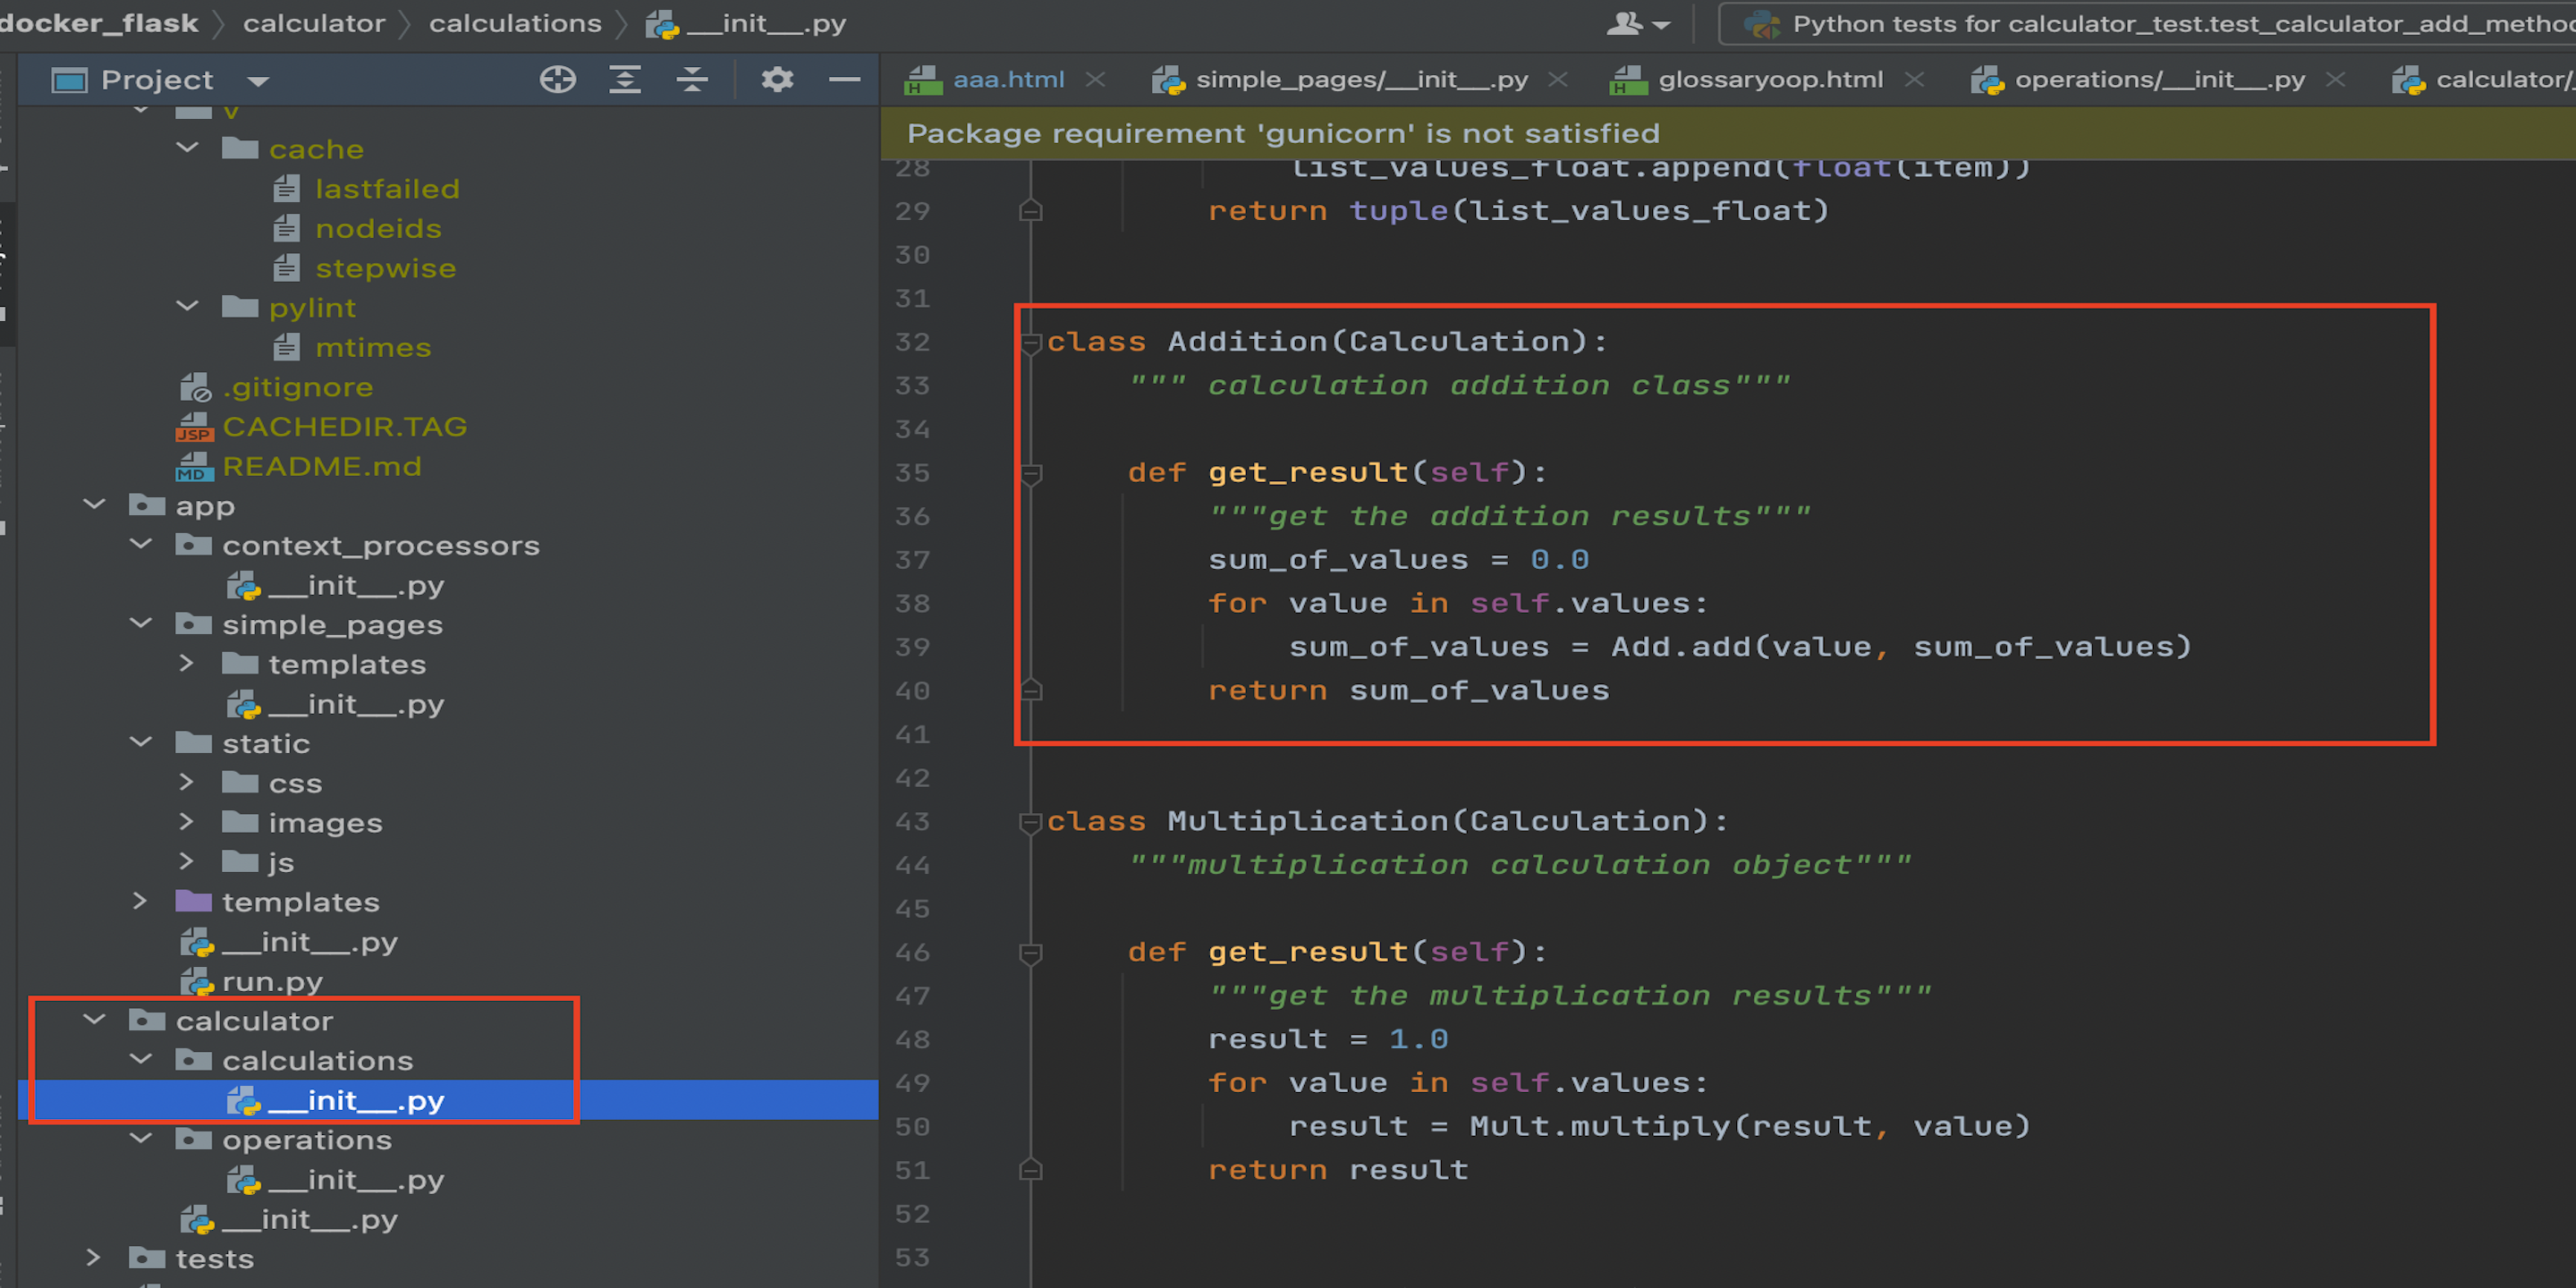 docker_flask calculator calculations __init__.py
Python tests for calculator_test.test_calculator_add_metho
Project
aaa.html simple_pages/__init__.py glossaryoop.html operations/__init__.py calculator/
Package requirement 'gunicorn' is not satisfied
v
cache
lastfailed
nodeids
stepwise
pylint
mtimes
.gitignore
JSP CACHEDIR.TAG
MD README.md
app
context_processors
__init__.py
simple_pages
templates
__init__.py
static
css
images
js
templates
__init__.py
run.py
calculator
calculations
__init__.py
operations
__init__.py
__init__.py
tests
28 list_values_float.append(float(item))
29 return tuple(list_values_float)
30
31
32 class Addition(Calculation):
33 """ calculation addition class"""
34
35 def get_result(self):
36 """get the addition results"""
37 sum_of_values = 0.0
38 for value in self.values:
39 sum_of_values = Add.add(value, sum_of_values)
40 return sum_of_values
41
42
43 class Multiplication(Calculation):
44 """multiplication calculation object"""
45
46 def get_result(self):
47 """get the multiplication results"""
48 result = 1.0
49 for value in self.values:
50 result = Mult.multiply(result, value)
51 return result
52
53